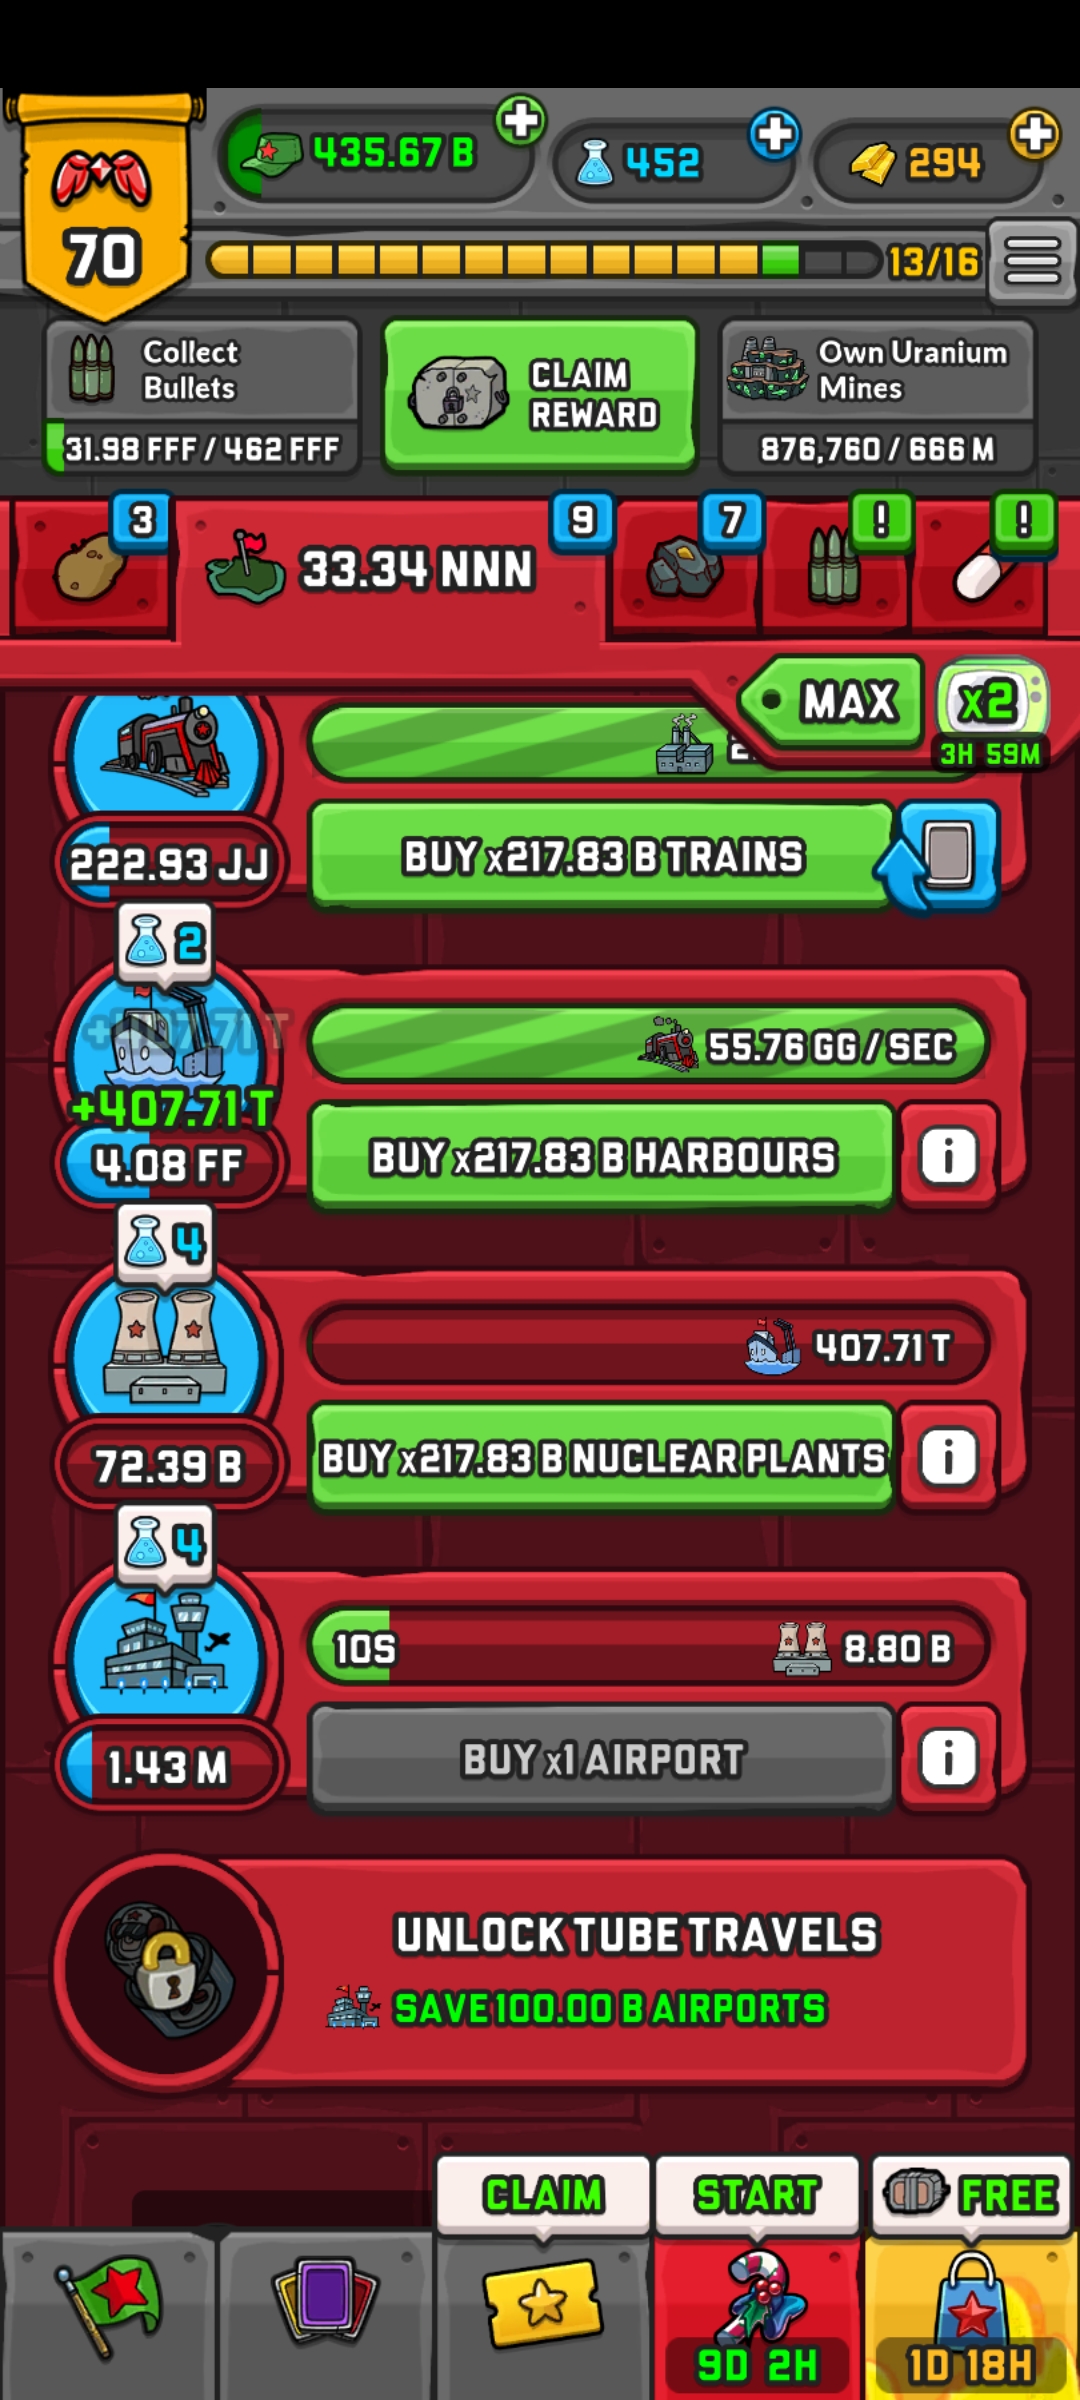 70
435.67 B
452
294
13/16
Collect
Bullets
31.98 FFF / 462 FFF
CLAIM
REWARD
Own Uranium
Mines
876,760 / 666 M
3
33.34 NNN
9
7
!
!
MAX
x2
3H 59M
222.93 JJ
BUY x217.83 B TRAINS
2
+407.71 T
+407.71 T
4.08 FF
55.76 GG / SEC
BUY x217.83 B HARBOURS
i
4
72.39 B
407.71 T
BUY x217.83 B NUCLEAR PLANTS
i
4
1.43 M
10S
8.80 B
BUY x1 AIRPORT
i
UNLOCK TUBE TRAVELS
SAVE 100.00 B AIRPORTS
CLAIM
START
FREE
9D 2H
1D 18H